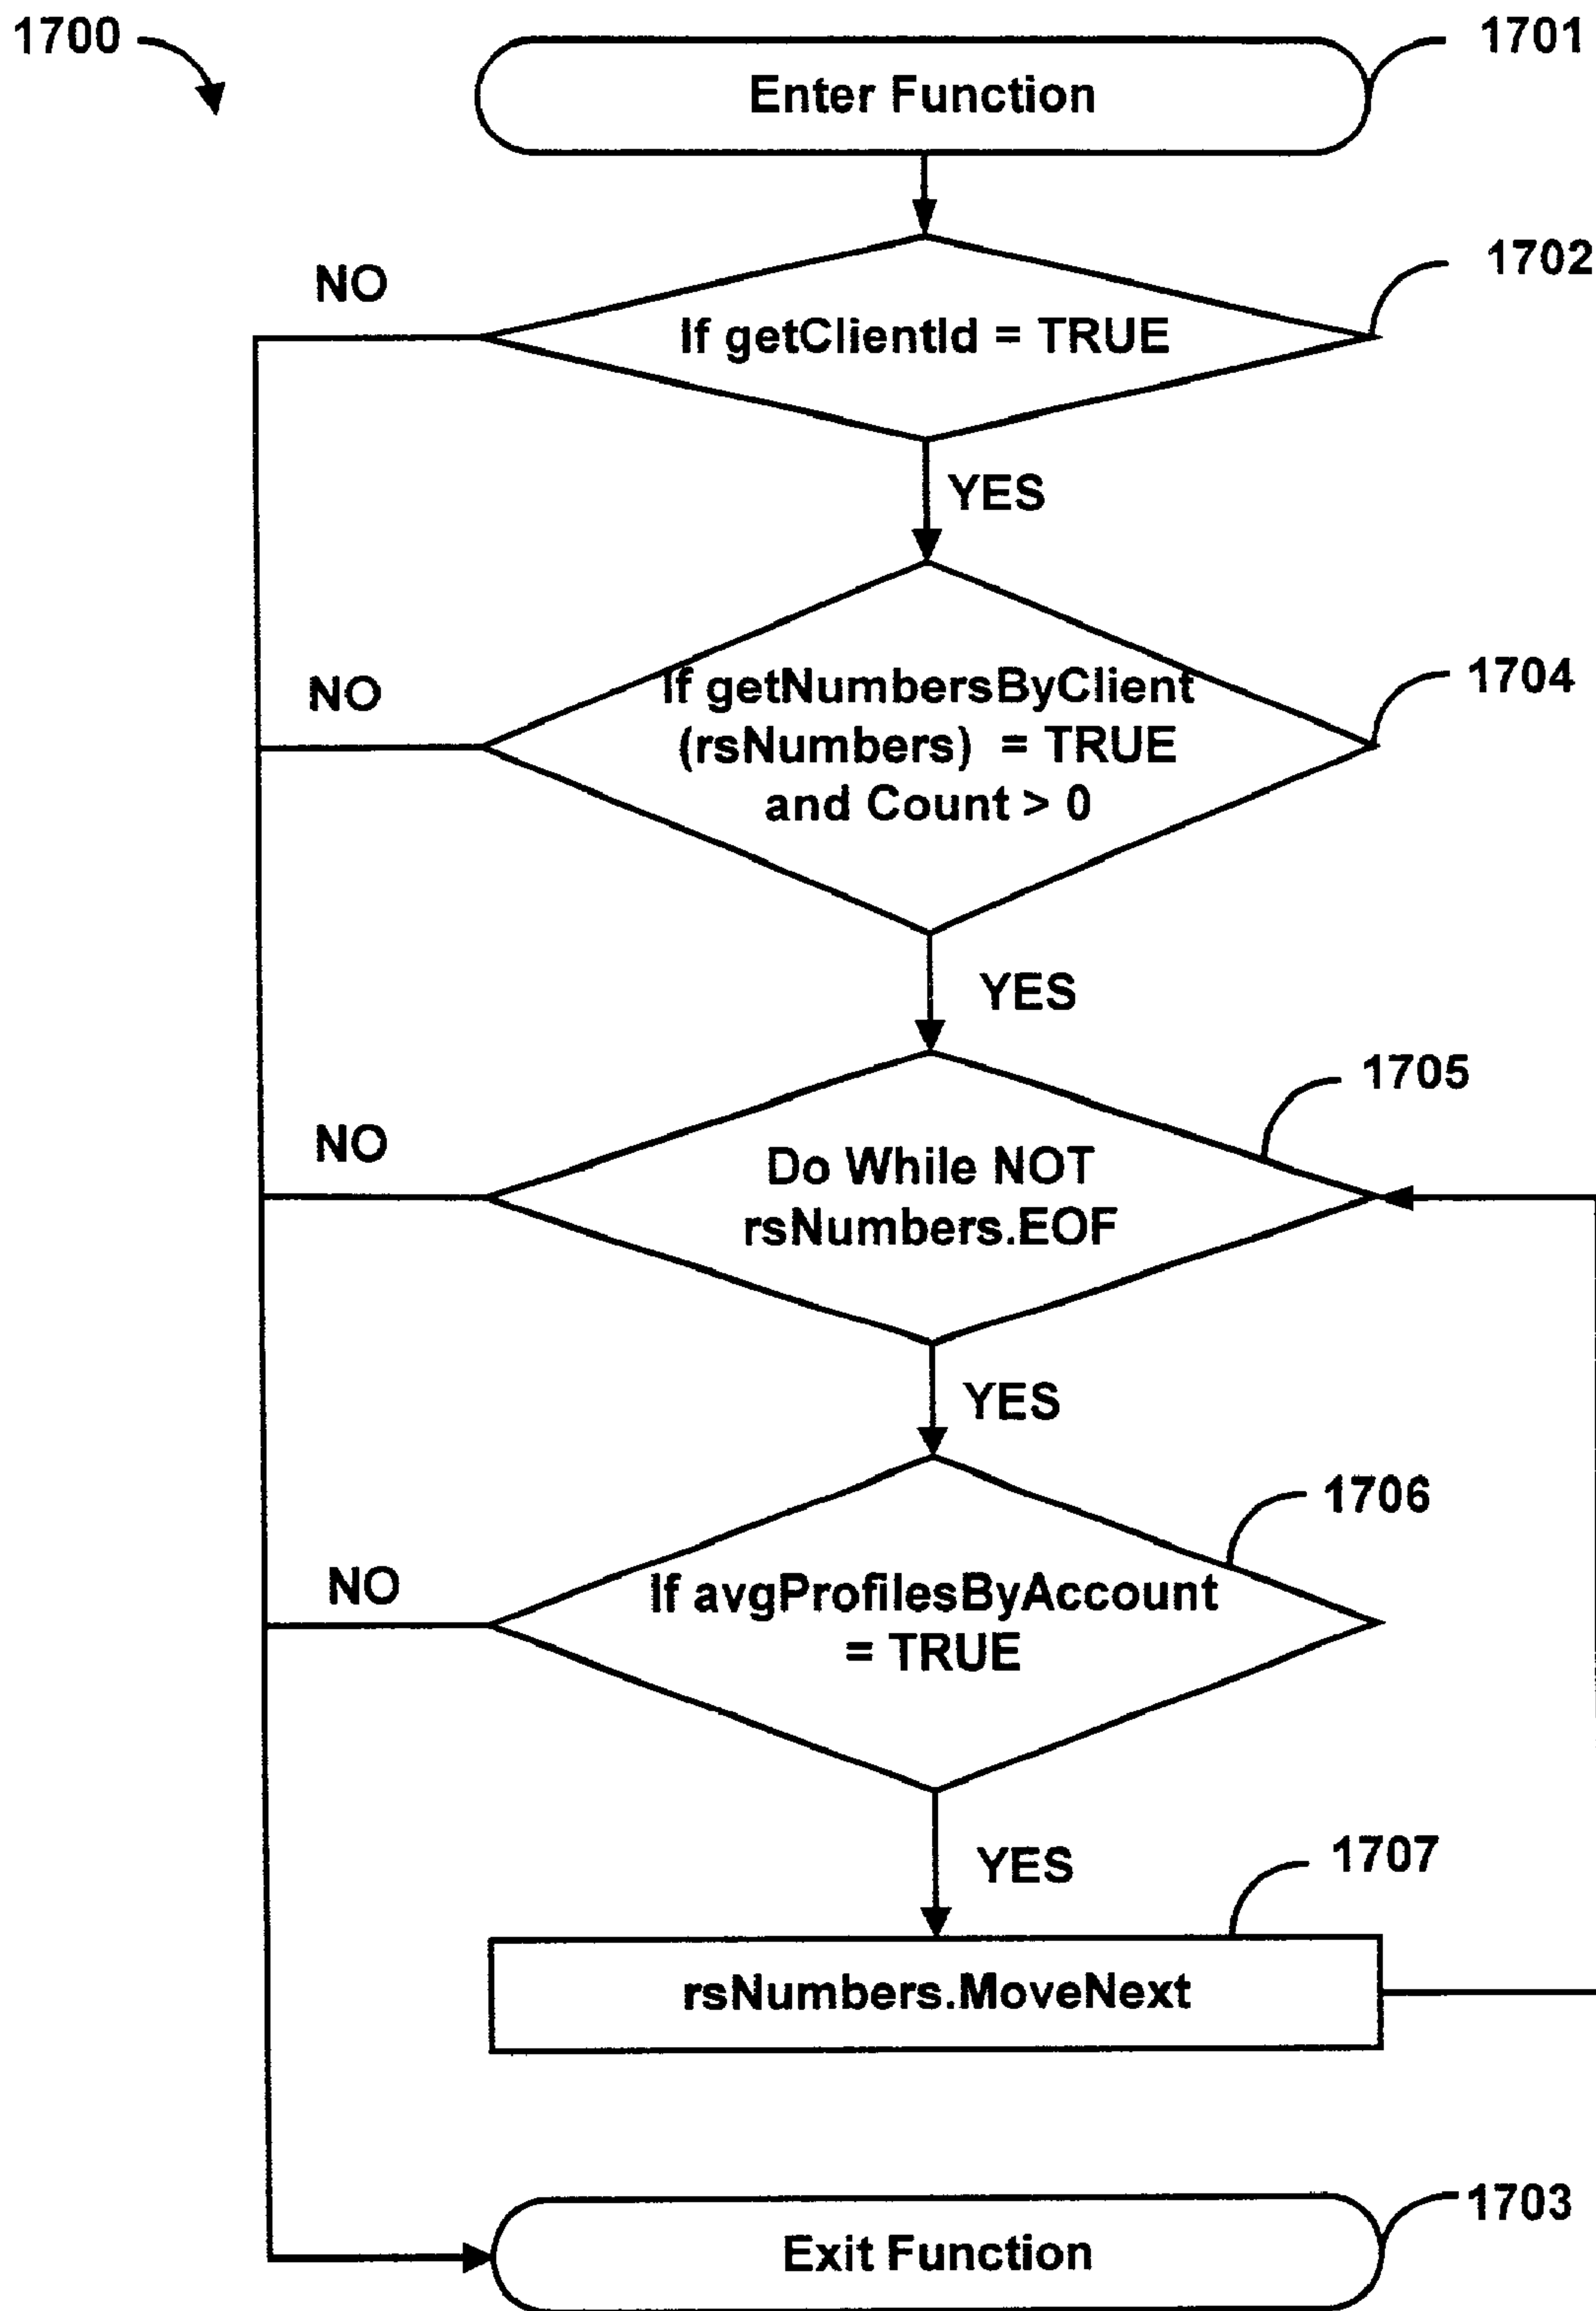 1700
1701
Enter Function
1702
NO
If getClientId = TRUE
YES
1704
NO
If getNumbersByClient
(rsNumbers) = TRUE
and Count > 0
YES
1705
NO
Do While NOT
rsNumbers.EOF
YES
1706
NO
If avgProfilesByAccount
= TRUE
YES
1707
rsNumbers.MoveNext
1703
Exit Function